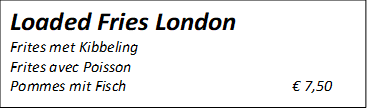 Loaded Fries London
Frites met Kibbeling
Frites avec Poisson
Pommes mit Fisch € 7,50